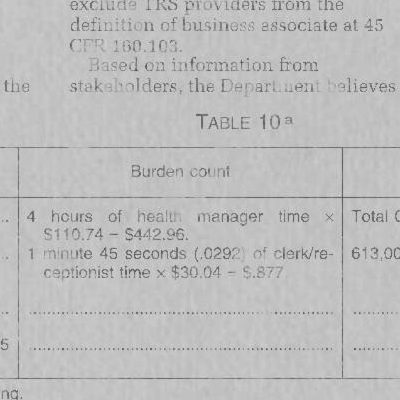 exclude TRS providers from the
definition of business associate at 45
CFR 160.103.
Based on information from
the stakeholders, the Department believes
TABLE 10 a
Burden count
.. 4 hours of health manager time × Total
$110.74 – $442.96.
.. 1 minute 45 seconds (.0292) of clerk/re- 613,00
ceptionist time × $30.04 – $.877
5
ng.